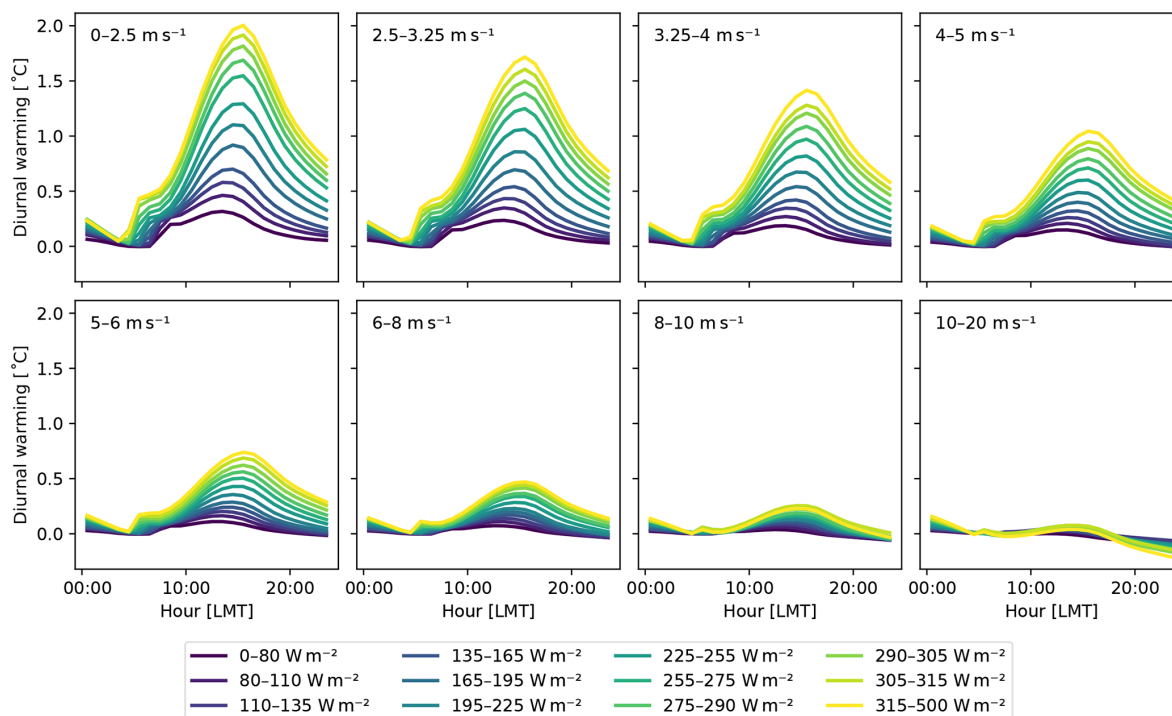 Diurnal warming [˚C]
2.0
1.5
1.0
0.5
0.0
0–2.5 m s⁻¹
2.5–3.25 m s⁻¹
3.25–4 m s⁻¹
4–5 m s⁻¹
Diurnal warming [˚C]
2.0
1.5
1.0
0.5
0.0
5–6 m s⁻¹
6–8 m s⁻¹
8–10 m s⁻¹
10–20 m s⁻¹
00:00 10:00 20:00
00:00 10:00 20:00
00:00 10:00 20:00
00:00 10:00 20:00
Hour [LMT]
Hour [LMT]
Hour [LMT]
Hour [LMT]
0–80 W m⁻²
80–110 W m⁻²
110–135 W m⁻²
135–165 W m⁻²
165–195 W m⁻²
195–225 W m⁻²
225–255 W m⁻²
255–275 W m⁻²
275–290 W m⁻²
290–305 W m⁻²
305–315 W m⁻²
315–500 W m⁻²